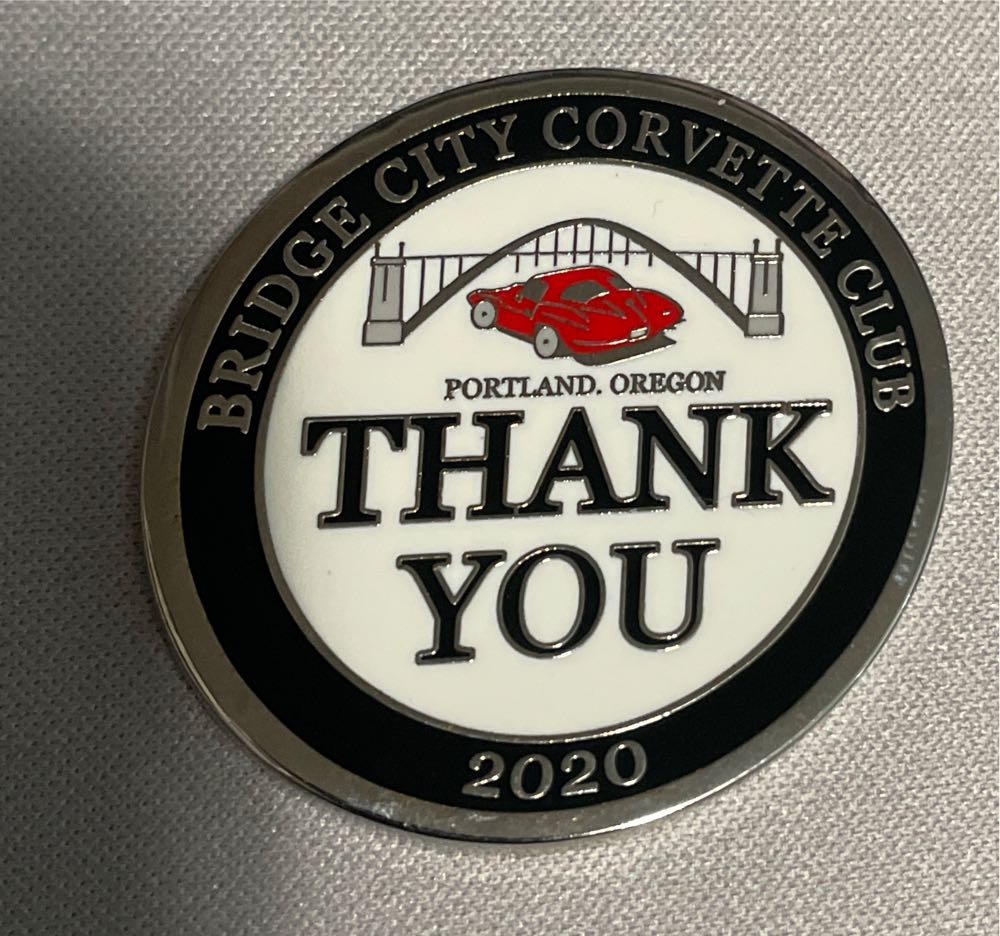 BRIDGE CITY CORVETTE CLUB
PORTLAND. OREGON
THANK
YOU
2020